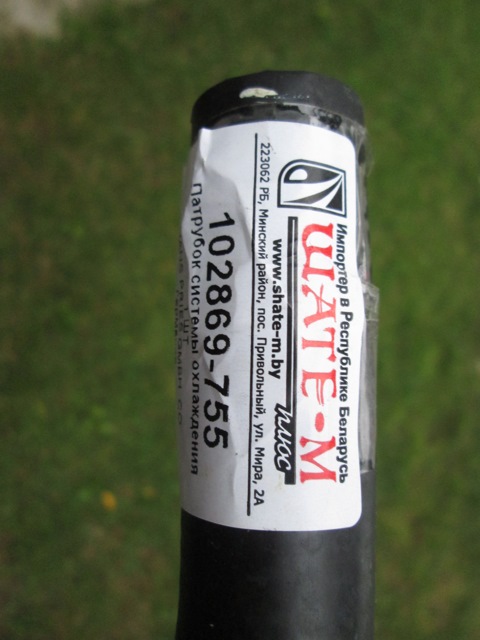 Импортер в Республике Беларусь
ШАТЕ-М
плюс
www.shate-m.by
223062 РБ, Минский район, пос. Привольный, ул. Мира, 2А
102869-755
Патрубок системы охлаждения